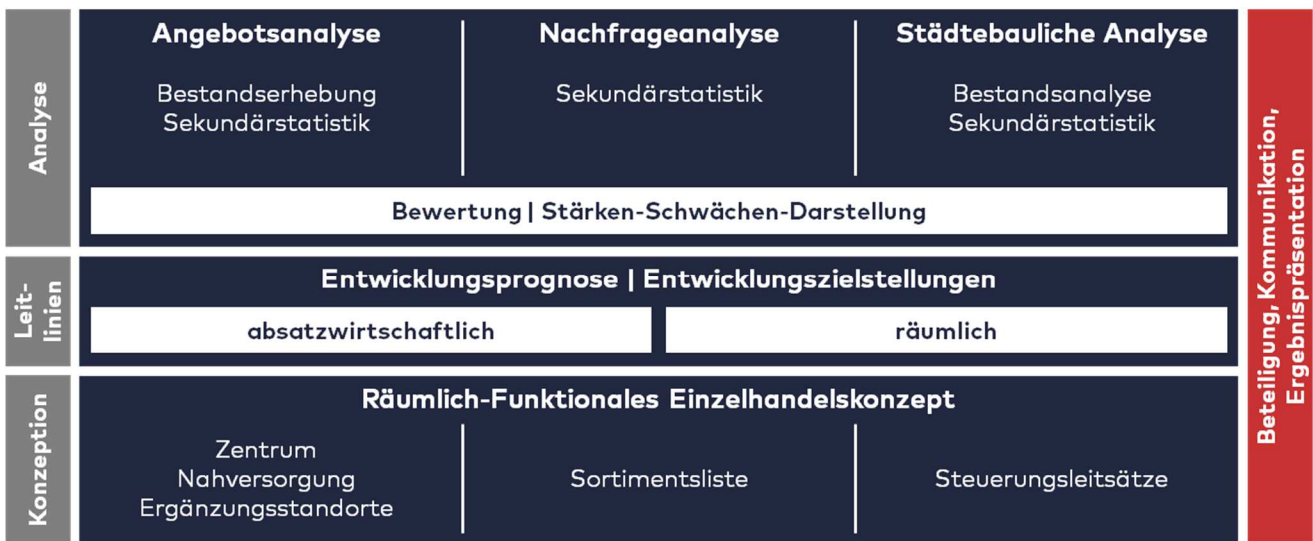 Analyse
Angebotsanalyse
Bestandserhebung
Sekundärstatistik
Nachfrageanalyse
Sekundärstatistik
Städtebauliche Analyse
Bestandsanalyse
Sekundärstatistik
Bewertung | Stärken-Schwächen-Darstellung
Leit-
linien
Entwicklungsprognose | Entwicklungszielstellungen
absatzwirtschaftlich
räumlich
Konzeption
Räumlich-Funktionales Einzelhandelskonzept
Zentrum
Nahversorgung
Ergänzungsstandorte
Sortimentsliste
Steuerungsleitsätze
Beteiligung, Kommunikation,
Ergebnispräsentation